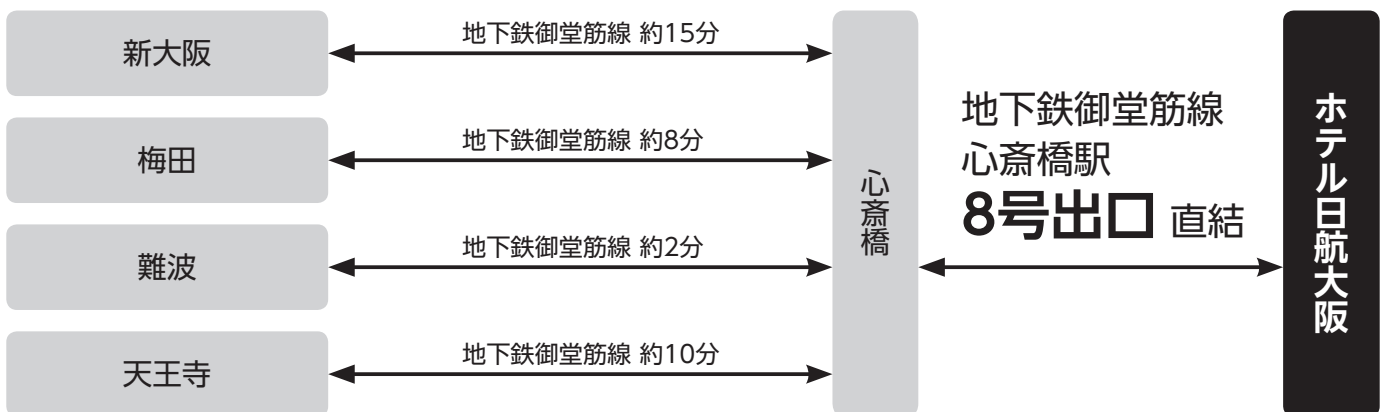 新大阪
地下鉄御堂筋線 約15分
梅田
地下鉄御堂筋線 約8分
難波
地下鉄御堂筋線 約2分
天王寺
地下鉄御堂筋線 約10分
心斎橋
地下鉄御堂筋線
心斎橋駅
8号出口 直結
ホテル日航大阪